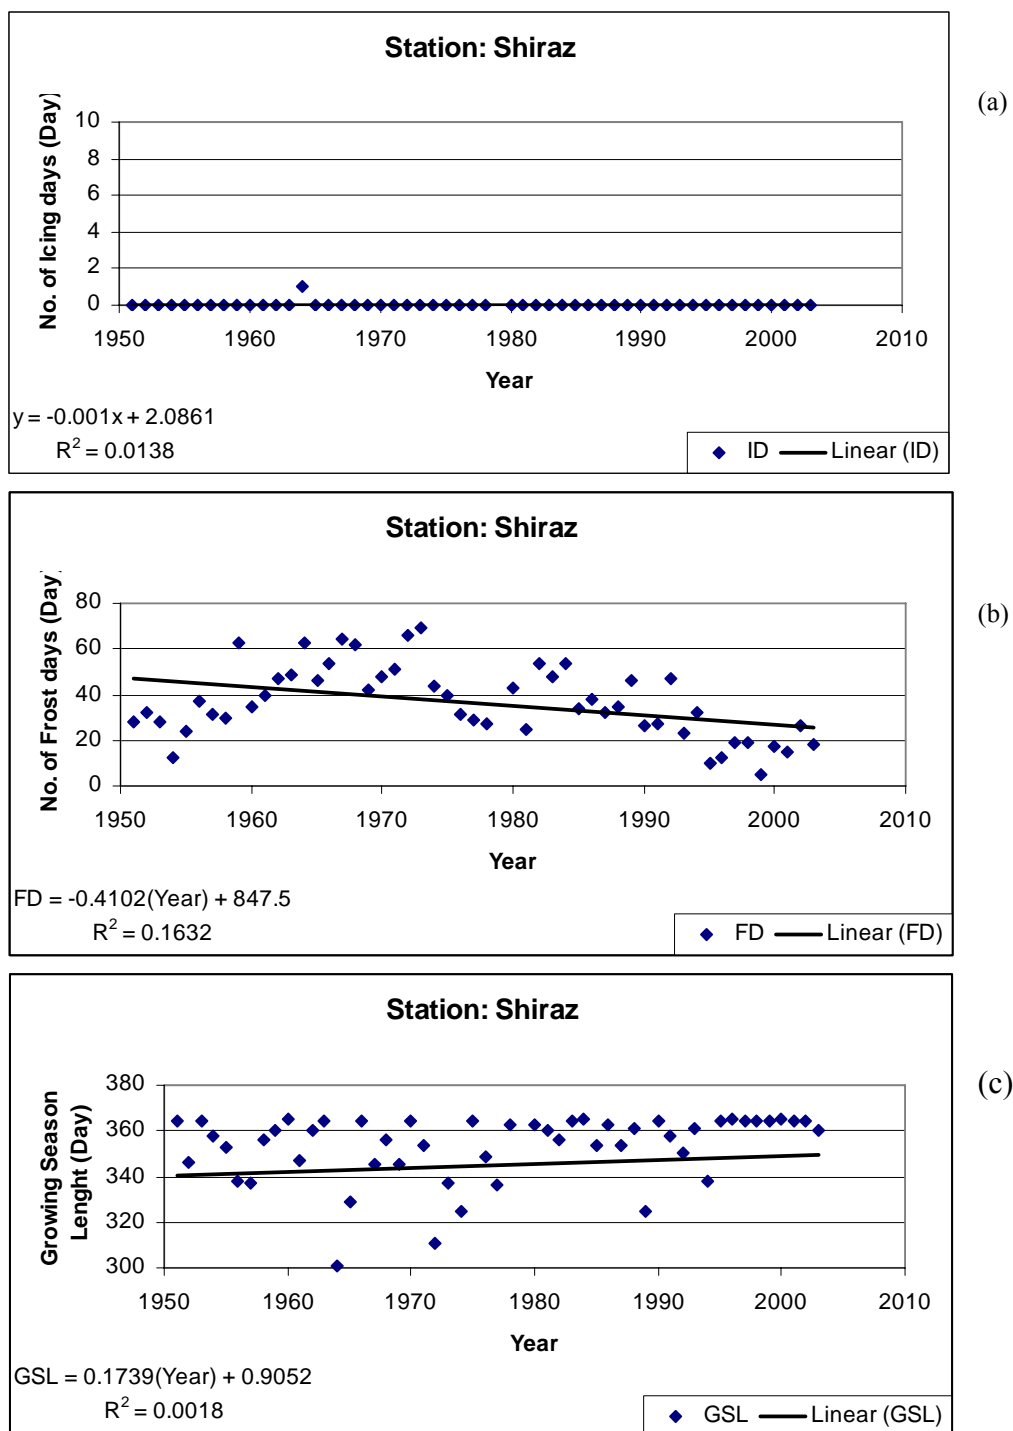 Station: Shiraz
(a)
No. of Icing days (Day)
10
8
6
4
2
0
1950 1960 1970 1980 1990 2000 2010
Year
y = -0.001x + 2.0861
R² = 0.0138
ID Linear (ID)
Station: Shiraz
(b)
No. of Frost days (Day)
80
60
40
20
0
1950 1960 1970 1980 1990 2000 2010
Year
FD = -0.4102(Year) + 847.5
R² = 0.1632
FD Linear (FD)
Station: Shiraz
(c)
Growing Season
Lenght (Day)
380
360
340
320
300
1950 1960 1970 1980 1990 2000 2010
Year
GSL = 0.1739(Year) + 0.9052
R² = 0.0018
GSL Linear (GSL)